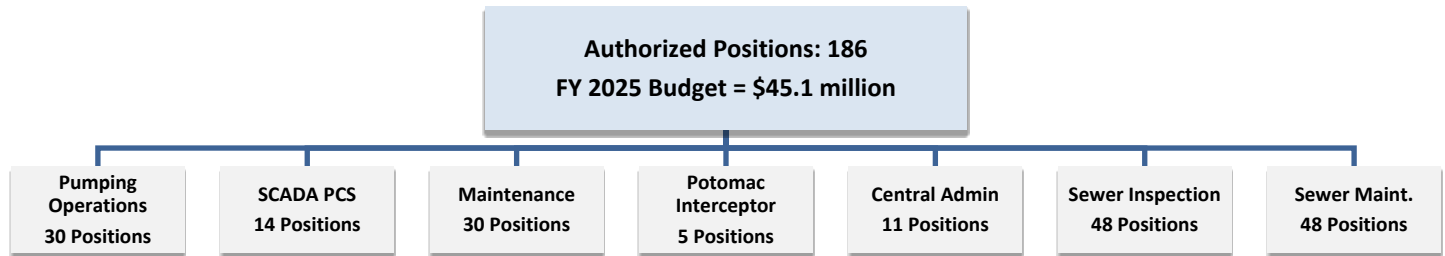 Authorized Positions: 186
FY 2025 Budget = $45.1 million
Pumping
Operations
30 Positions
SCADA PCS
14 Positions
Maintenance
30 Positions
Potomac
Interceptor
5 Positions
Central Admin
11 Positions
Sewer Inspection
48 Positions
Sewer Maint.
48 Positions